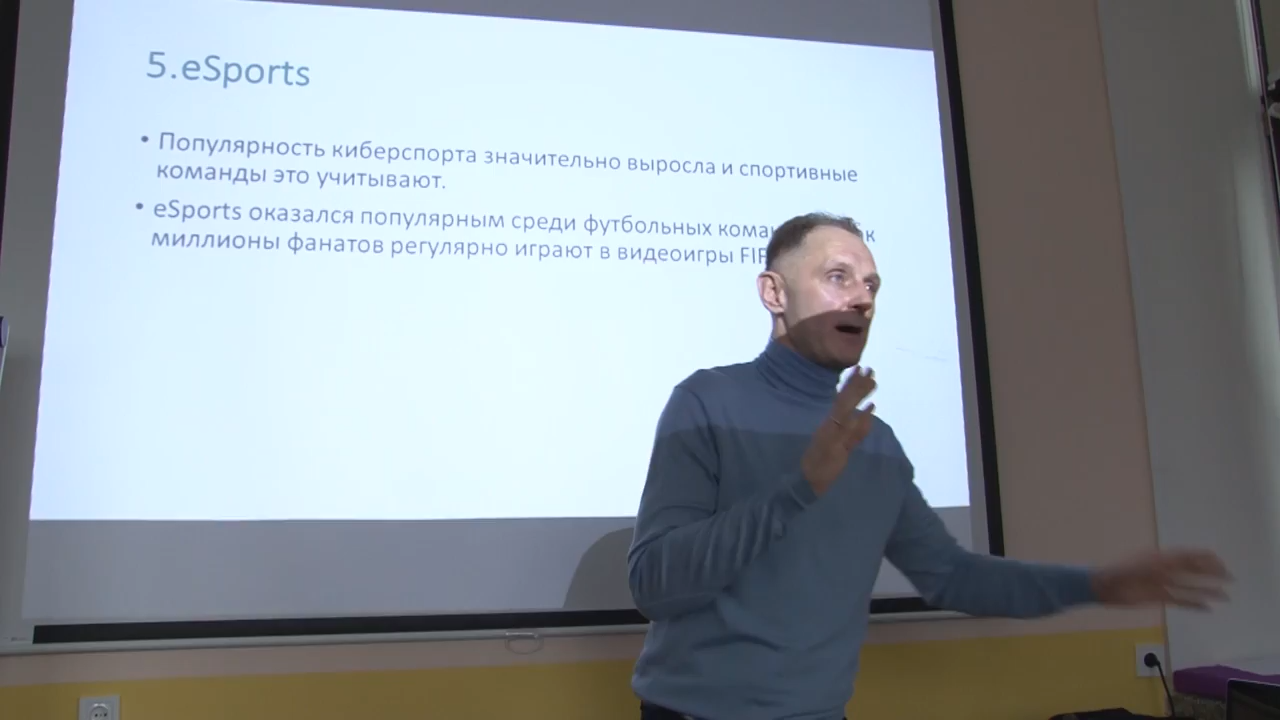 5.eSports
• Популярность киберспорта значительно выросла и спортивные
команды это учитывают.
• eSports оказался популярным среди футбольных
миллионы фанатов регулярно играют в видеоигры